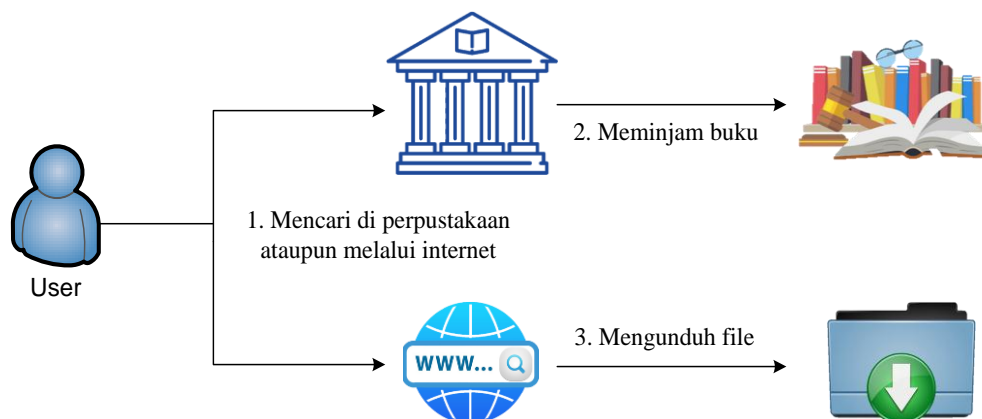 2. Meminjam buku
1. Mencari di perpustakaan
ataupun melalui internet
User
3. Mengunduh file
www...